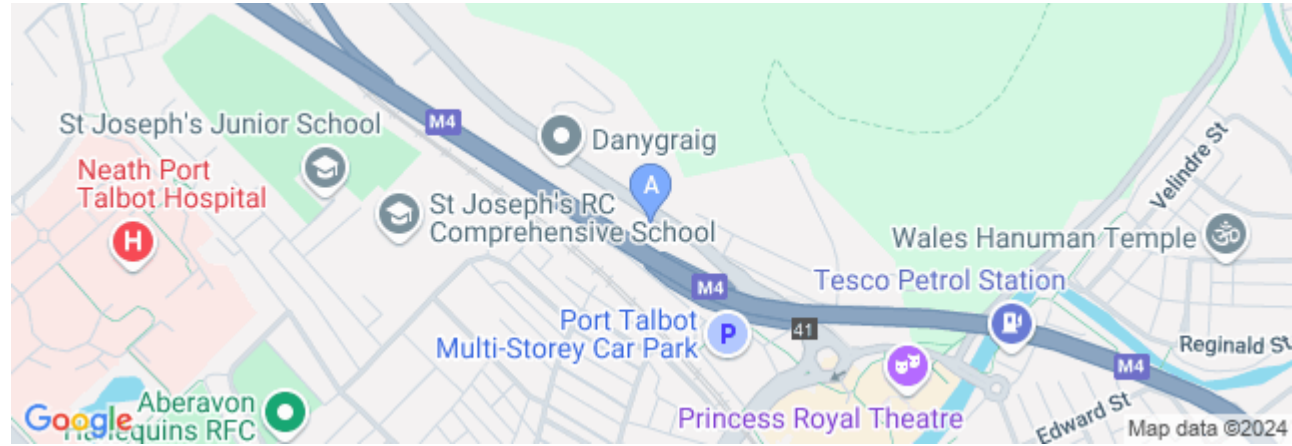 M4
St Joseph's Junior School
Danygraig
Neath Port
Talbot Hospital
H
A
St Joseph's RC
Comprehensive School
Velindre St
Wales Hanuman Temple
Tesco Petrol Station
M4
Port Talbot
Multi-Storey Car Park
P
41
Reginald St
M4
Princess Royal Theatre
Edward St
Aberavon
Harlequins RFC
Google
Map data ©2024